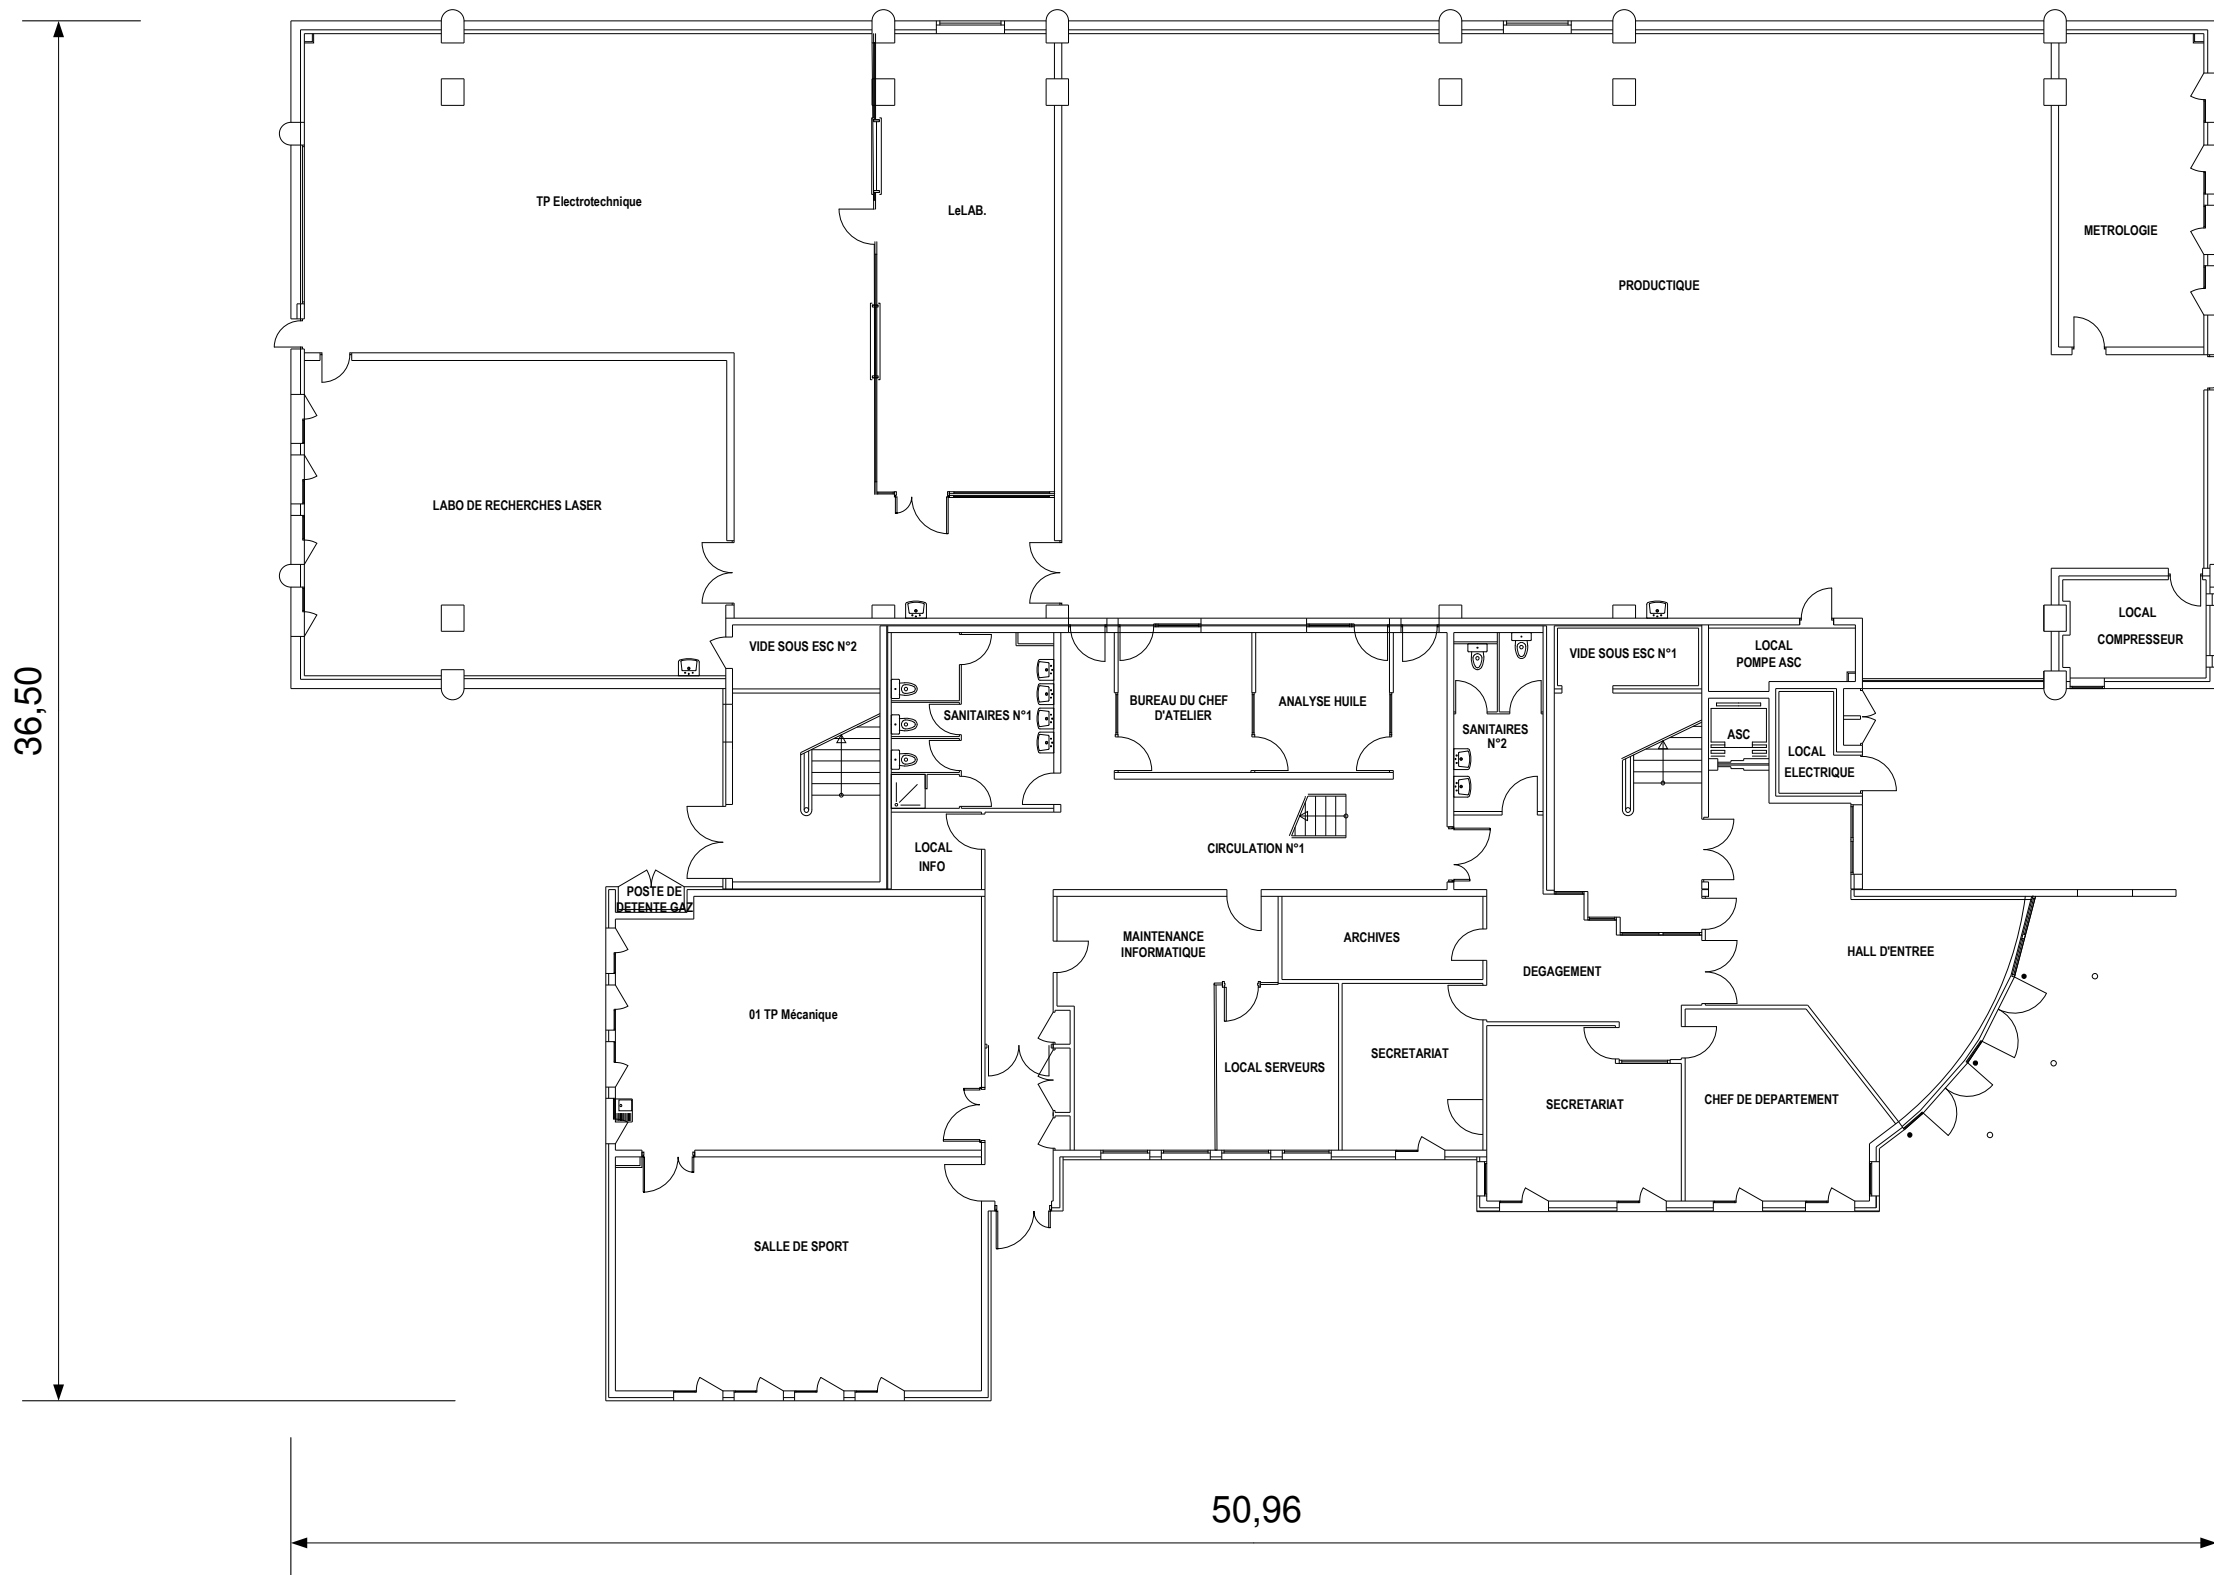 TP Electrotechnique
LeLAB.
METROLOGIE
PRODUCTIQUE
LABO DE RECHERCHES LASER
36,50
VIDE SOUS ESC N°2
SANITAIRES N°1
BUREAU DU CHEF
D'ATELIER
ANALYSE HUILE
SANITAIRES
N°2
VIDE SOUS ESC N°1
LOCAL
POMPE ASC
LOCAL
COMPRESSEUR
ASC
LOCAL
ELECTRIQUE
LOCAL
INFO
CIRCULATION N°1
POSTE DE
DETENTE GAZ
MAINTENANCE
INFORMATIQUE
ARCHIVES
DEGAGEMENT
HALL D'ENTREE
01 TP Mécanique
LOCAL SERVEURS
SECRETARIAT
SECRETARIAT
CHEF DE DEPARTEMENT
SALLE DE SPORT
50,96